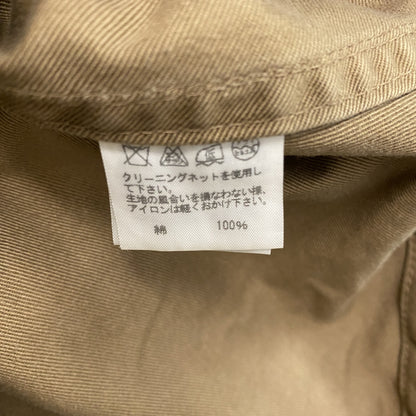 クリーニングネットを使用し
て下さい。
生地の風合いを損なわない様、
アイロンは軽くおかけ下さい。
綿 100%